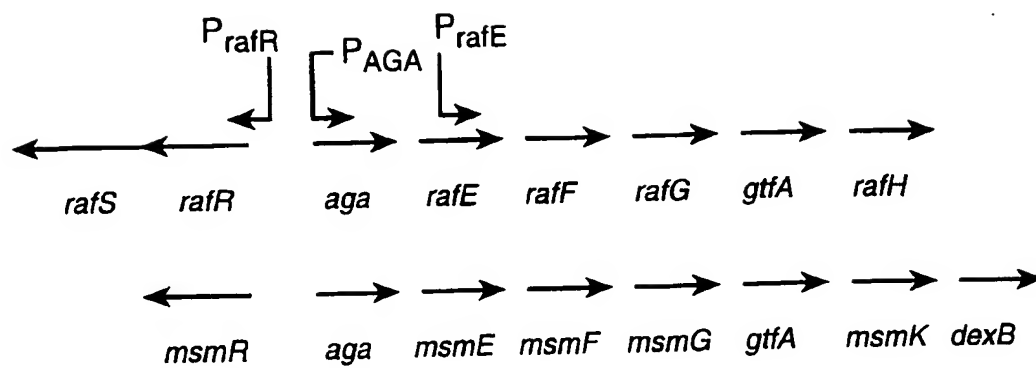 PrafR PAGA PrafE
rafS rafR aga rafE rafF rafG gtfA rafH
msmR aga msmE msmF msmG gtfA msmK dexB